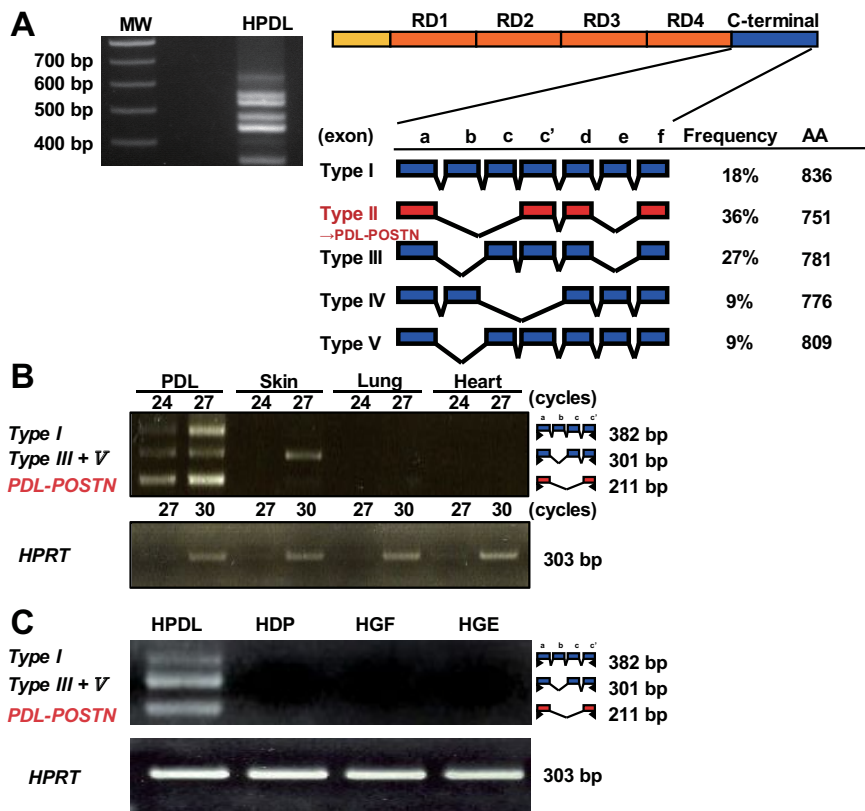 A
MW HPDL
700 bp
600 bp
500 bp
400 bp
RD1 RD2 RD3 RD4 C-terminal
(exon) a b c c' d e f Frequency AA
Type I 18% 836
Type II 36% 751
→PDL-POSTN
Type III 27% 781
Type IV 9% 776
Type V 9% 809
B
PDL Skin Lung Heart
24 27 24 27 24 27 24 27 (cycles)
a b c c'
Type I 382 bp
Type III + V 301 bp
PDL-POSTN 211 bp
27 30 27 30 27 30 27 30 (cycles)
HPRT 303 bp
C
HPDL HDP HGF HGE
a b c c'
Type I 382 bp
Type III + V 301 bp
PDL-POSTN 211 bp
HPRT 303 bp